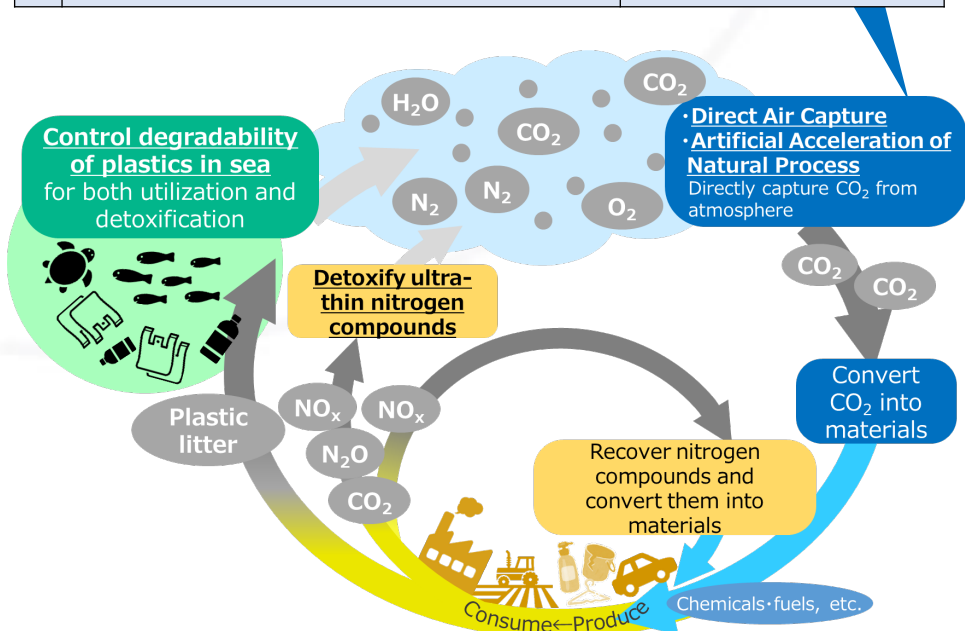 H₂O
CO₂
CO₂
N₂
N₂
O₂
Control degradability
of plastics in sea
for both utilization and
detoxification
・Direct Air Capture
・Artificial Acceleration of
Natural Process
Directly capture CO₂ from
atmosphere
Detoxify ultra-
thin nitrogen
compounds
CO₂
CO₂
Convert
CO₂ into
materials
Plastic
litter
NOₓ
NOₓ
N₂O
CO₂
Recover nitrogen
compounds and
convert them into
materials
Consume←Produce
Chemicals・fuels, etc.